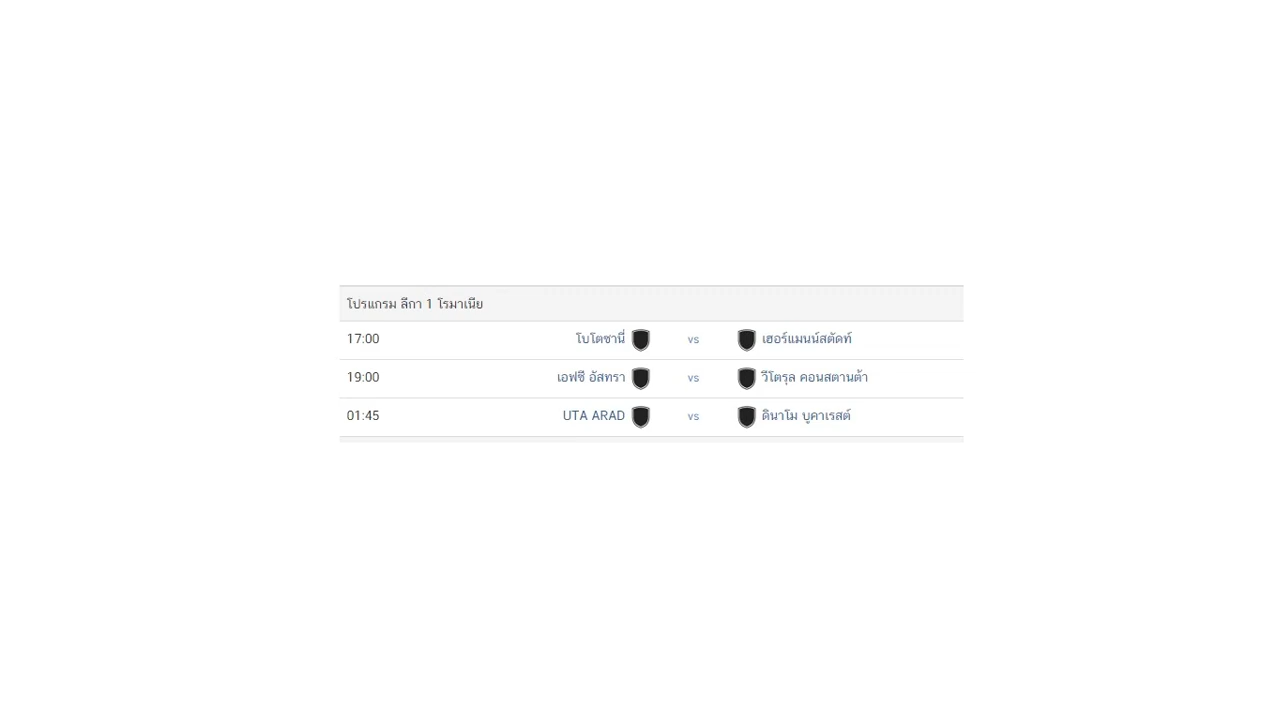 โปรแกรม ลีกา 1 โรมาเนีย
17:00 โบโตซานี่ vs เฮอร์แมนน์สตัดท์
19:00 เอฟซี อัสทรา vs วีโตรุล คอนสตานต้า
01:45 UTA ARAD vs ดินาโม บูคาเรสต์